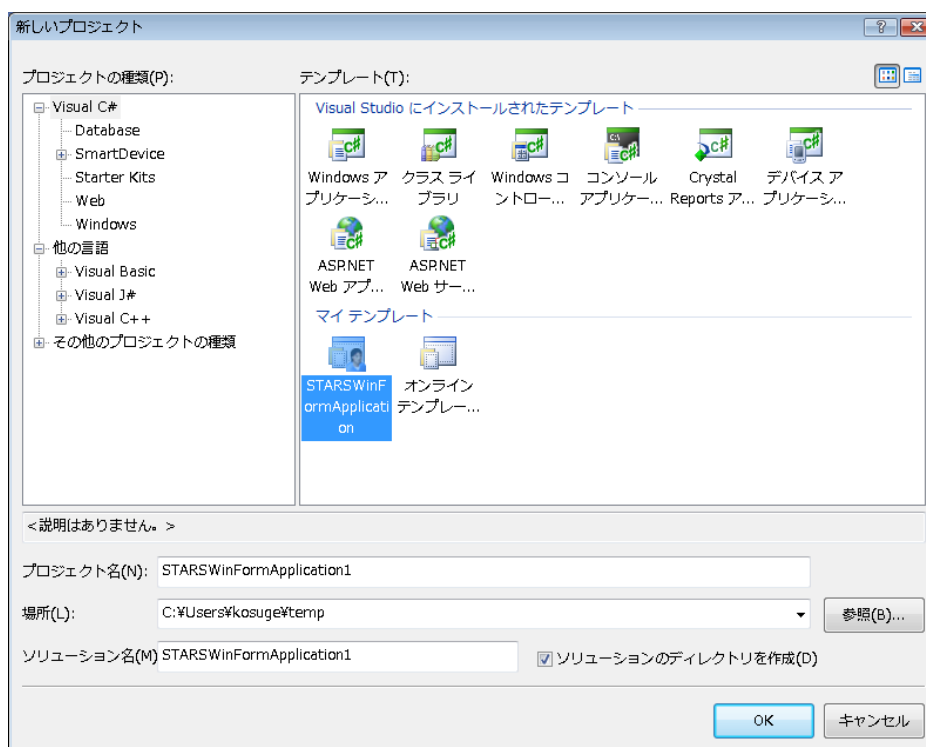 新しいプロジェクト
プロジェクトの種類(P):
テンプレート(T):
Visual C#
Database
SmartDevice
Starter Kits
Web
Windows
他の言語
Visual Basic
Visual J#
Visual C++
その他のプロジェクトの種類
Visual Studio にインストールされたテンプレート
Windows ア
プリケーシ...
クラス ライ
ブラリ
Windows コ
ントロー...
コンソール
アプリケー...
Crystal
Reports ア...
デバイス ア
プリケーシ...
ASP.NET
Web アプ...
ASP.NET
Web サー...
マイ テンプレート
STARSWinF
ormApplicati
on
オンライン
テンプレー...
<説明はありません。>
プロジェクト名(N):
STARSWinFormApplication1
場所(L):
C:¥Users¥kosuge¥temp
参照(B)...
ソリューション名(M)
STARSWinFormApplication1
ソリューションのディレクトリを作成(D)
OK
キャンセル